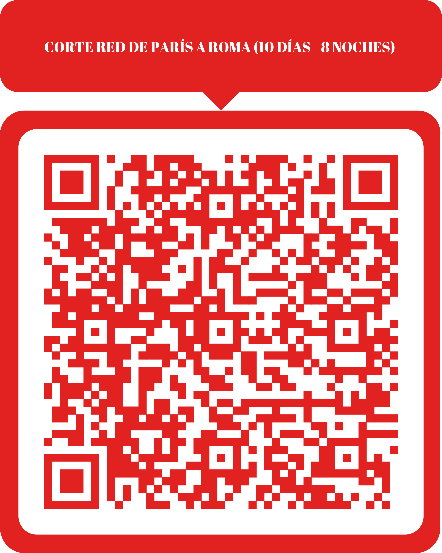 CORTE RED DE PARÍS A ROMA (10 DÍAS 8 NOCHES)